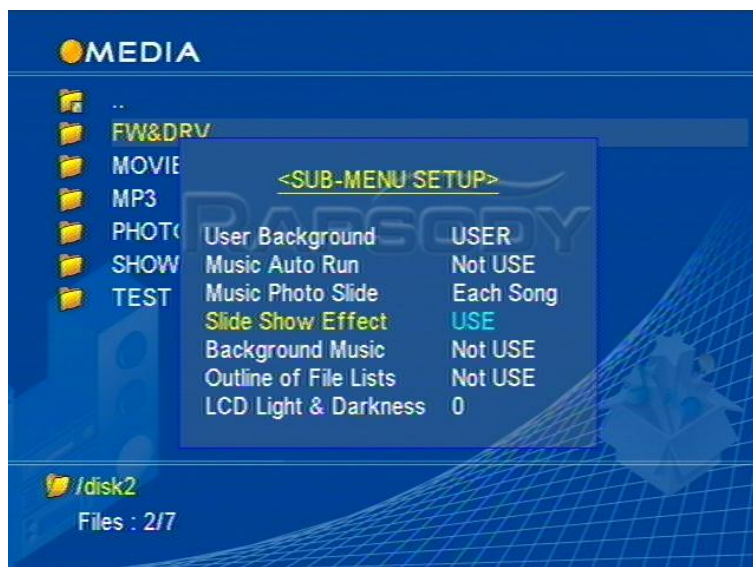 MEDIA
..
FW&DRV
MOVIE
MP3
PHOTO
SHOW
TEST
<SUB-MENU SETUP>
RAPSODY
User Background USER
Music Auto Run Not USE
Music Photo Slide Each Song
Slide Show Effect USE
Background Music Not USE
Outline of File Lists Not USE
LCD Light & Darkness 0
/disk2
Files : 2/7